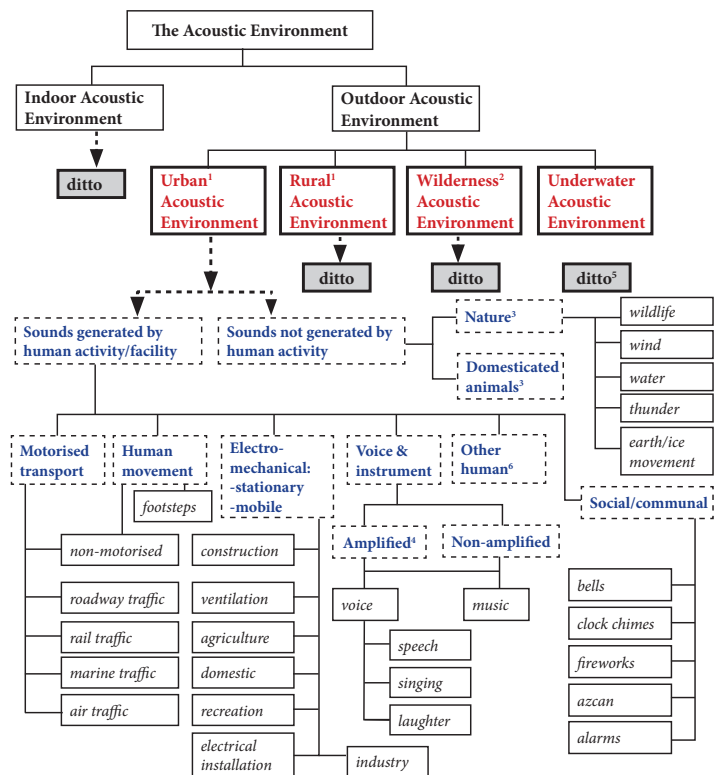 The Acoustic Environment
Indoor Acoustic
Environment
Outdoor Acoustic
Environment
ditto
Urban¹
Acoustic
Environment
Rural¹
Acoustic
Environment
Wilderness²
Acoustic
Environment
Underwater
Acoustic
Environment
ditto
ditto
ditto⁵
Sounds generated by
human activity/facility
Sounds not generated by
human activity
Nature³
Domesticated
animals³
wildlife
wind
water
thunder
earth/ice
movement
Motorised
transport
Human
movement
Electro-
mechanical:
-stationary
-mobile
Voice &
instrument
Other
human⁶
Social/communal
footsteps
non-motorised
roadway traffic
rail traffic
marine traffic
air traffic
construction
ventilation
agriculture
domestic
recreation
electrical
installation
industry
Amplified⁴
Non-amplified
voice
music
speech
singing
laughter
bells
clock chimes
fireworks
azcan
alarms